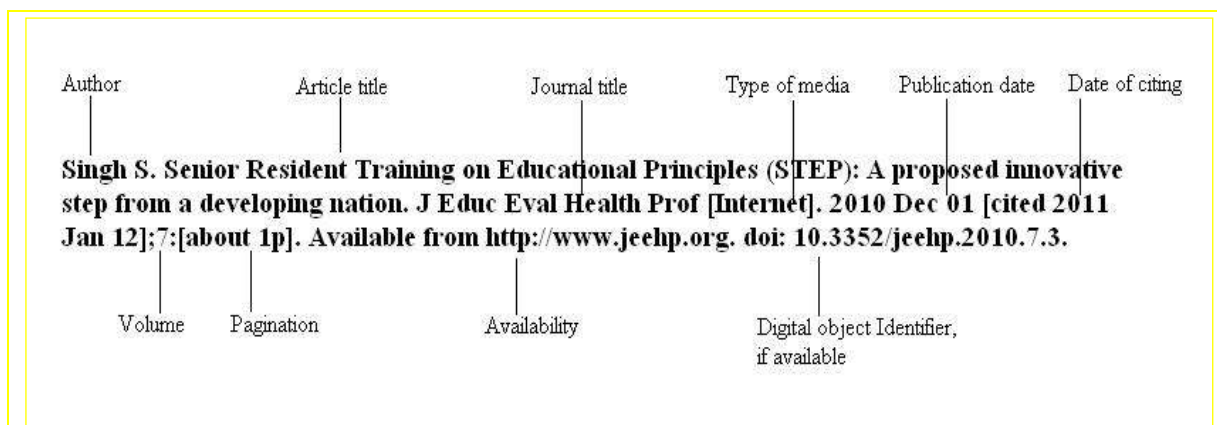 Author Article title Journal title Type of media Publication date Date of citing
Singh S. Senior Resident Training on Educational Principles (STEP): A proposed innovative
step from a developing nation. J Educ Eval Health Prof [Internet]. 2010 Dec 01 [cited 2011
Jan 12];7:[about 1p]. Available from http://www.jeehp.org. doi: 10.3352/jeehp.2010.7.3.
Volume Pagination Availability Digital object Identifier,
if available